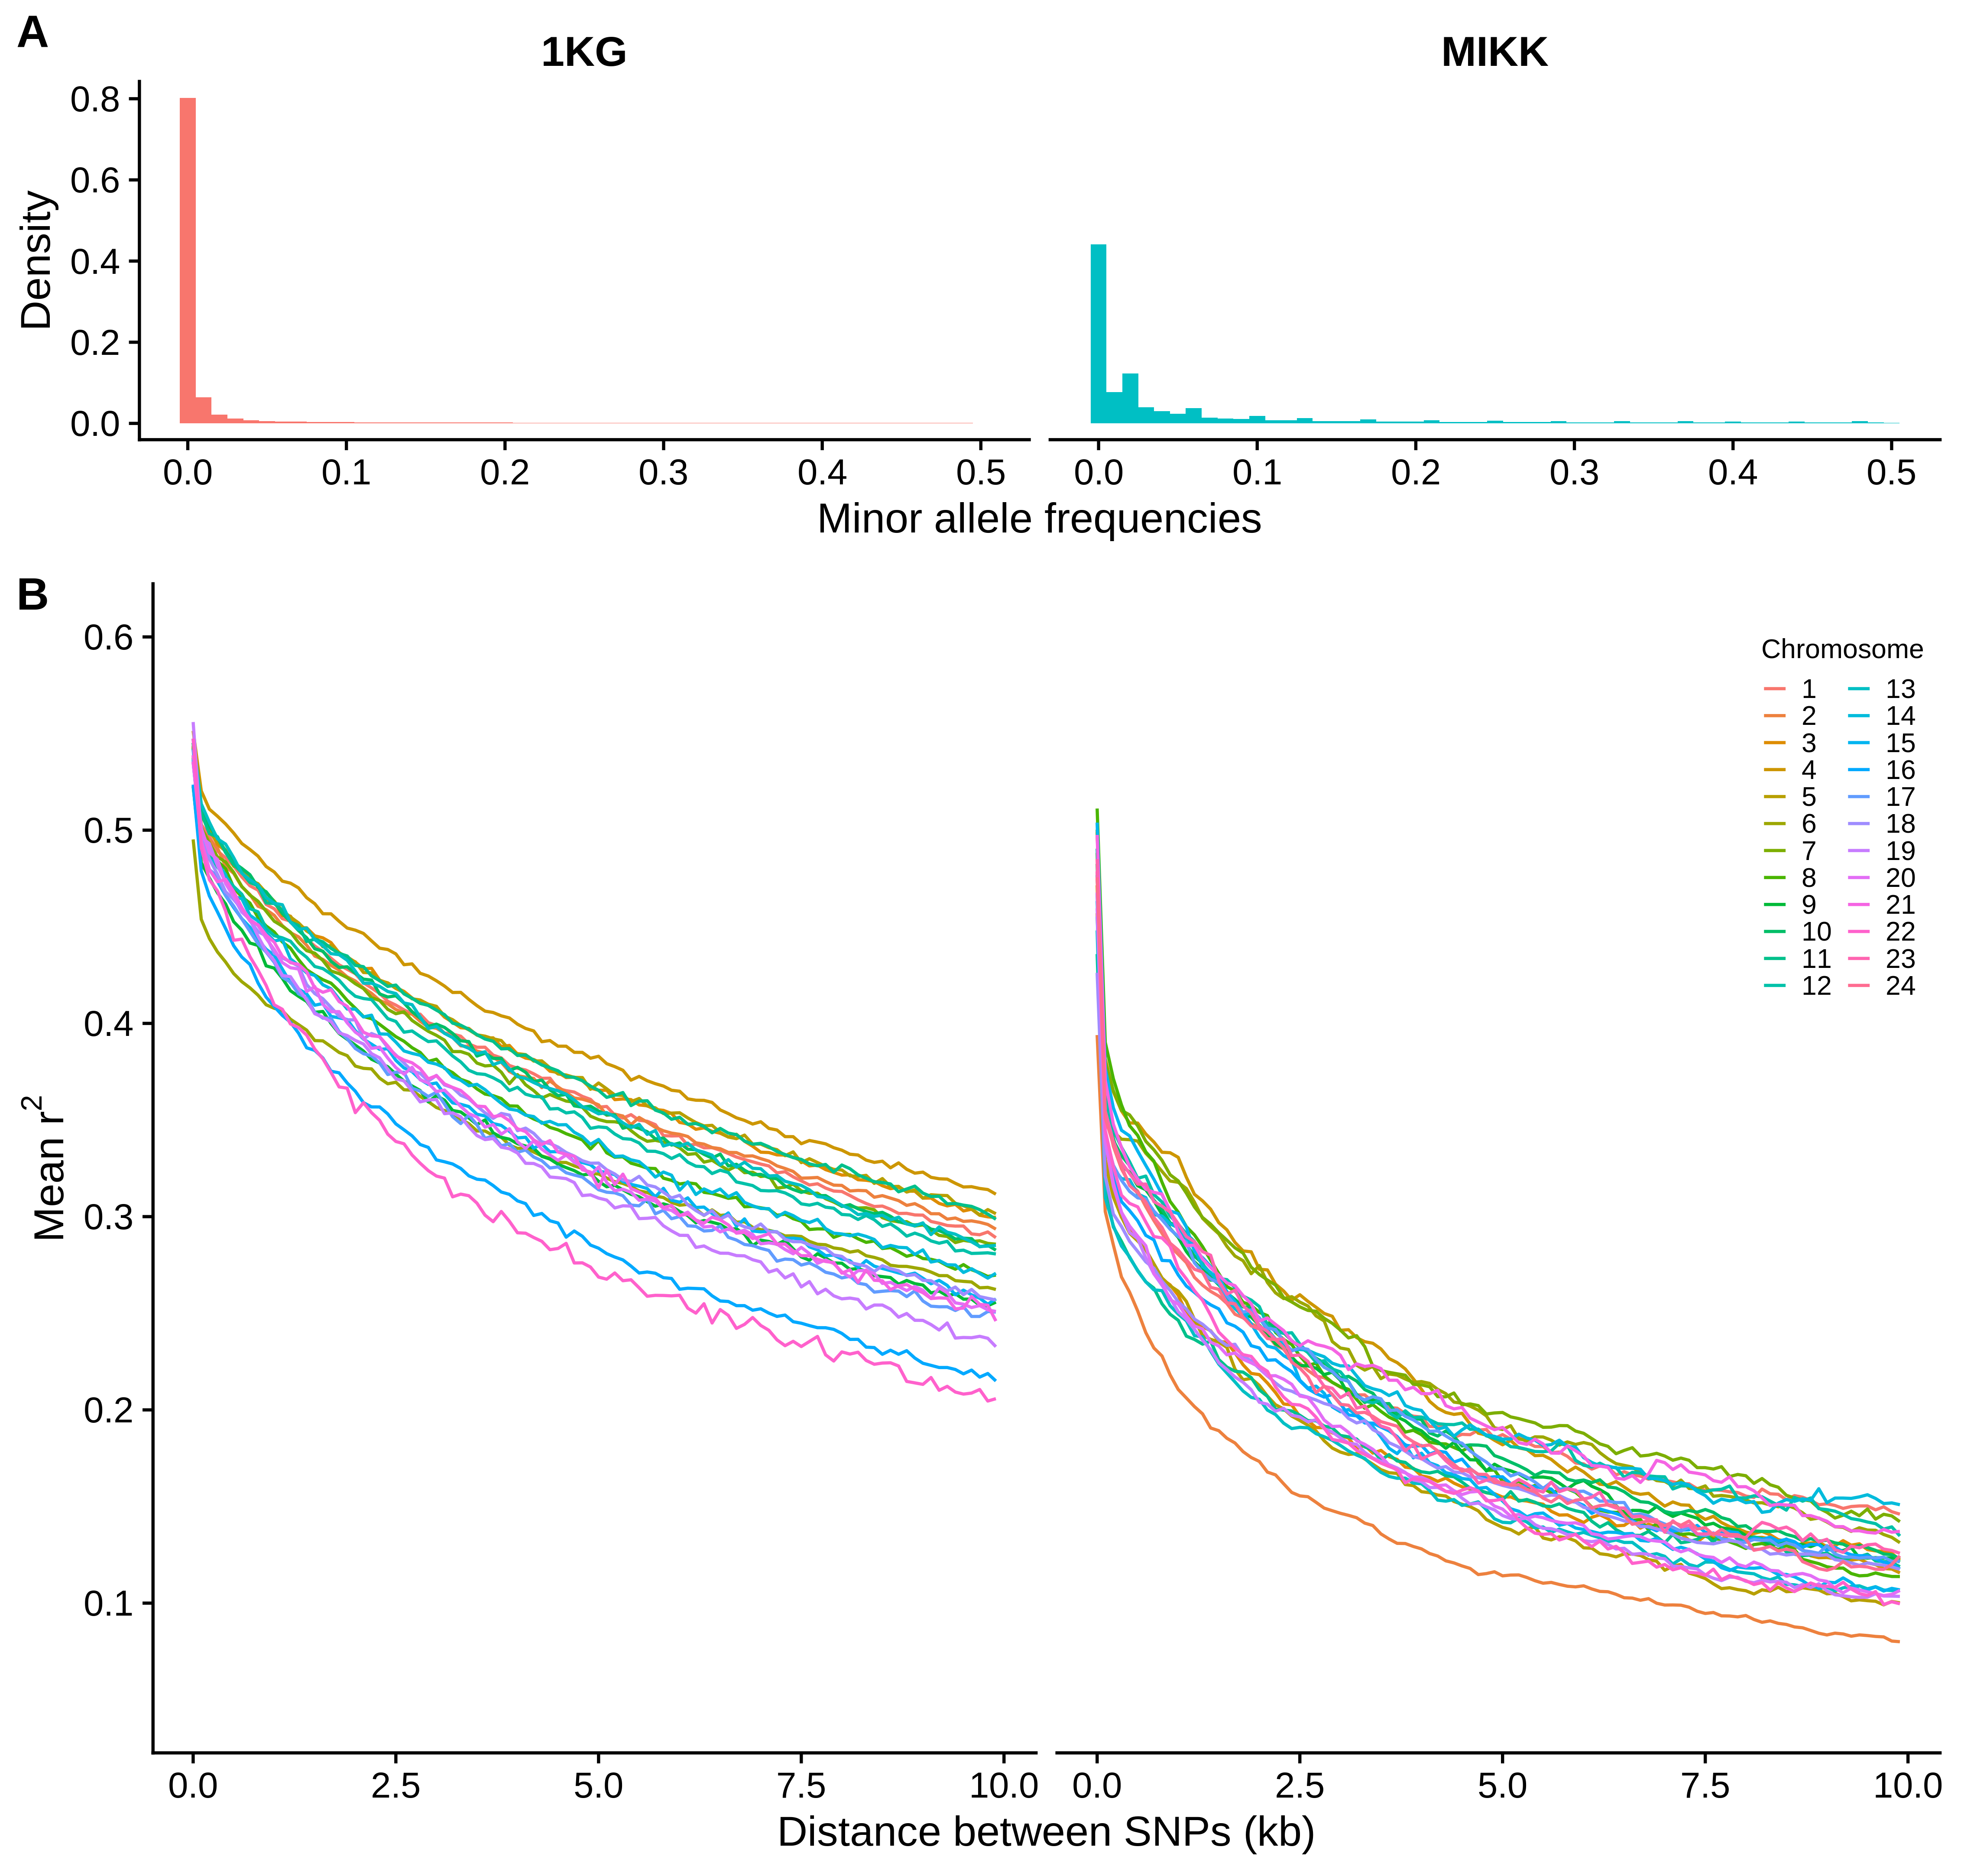 A
1KG MIKK
Density
0.8
0.6
0.4
0.2
0.0
0.0 0.1 0.2 0.3 0.4 0.5 0.0 0.1 0.2 0.3 0.4 0.5
Minor allele frequencies
B
Mean r²
0.6
0.5
0.4
0.3
0.2
0.1
Chromosome
1 13
2 14
3 15
4 16
5 17
6 18
7 19
8 20
9 21
10 22
11 23
12 24
0.0 2.5 5.0 7.5 10.0 0.0 2.5 5.0 7.5 10.0
Distance between SNPs (kb)